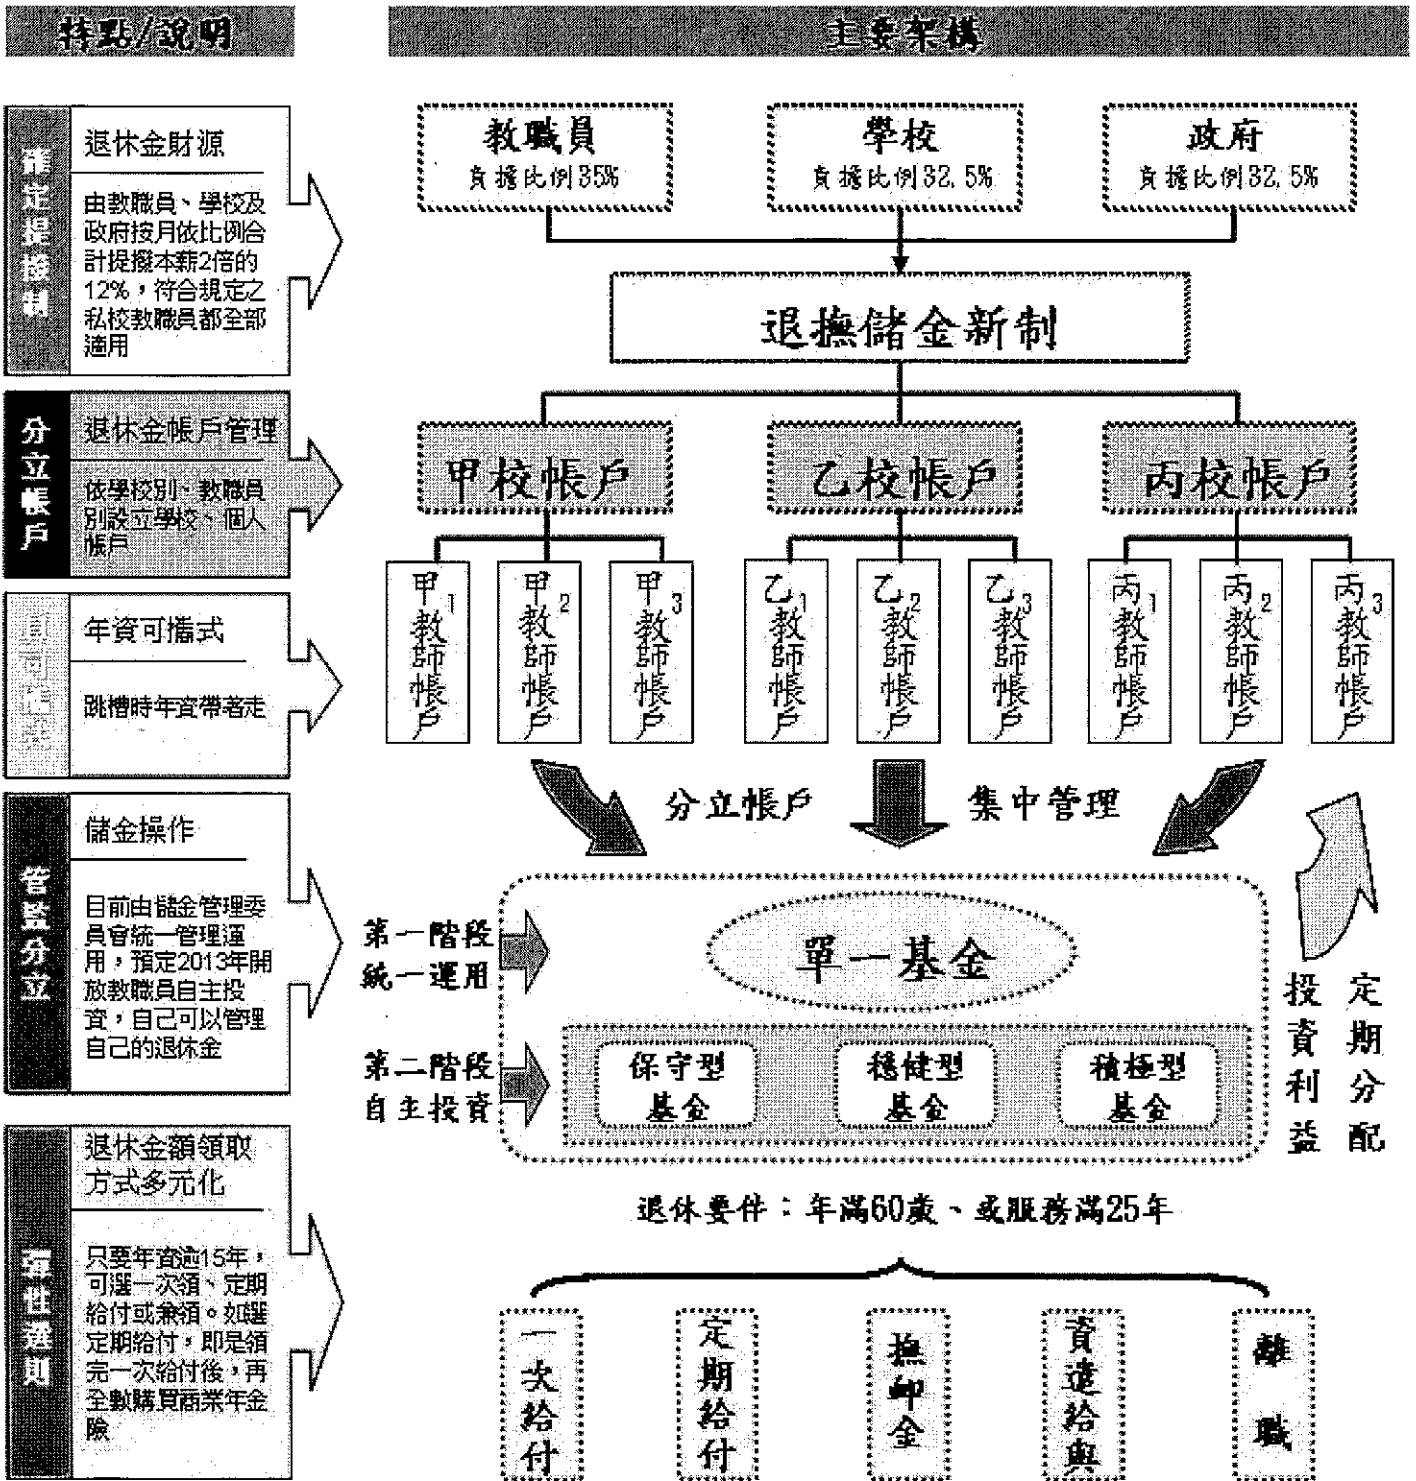 特點/說明
主要架構
確定提撥制
退休金財源
由教職員、學校及
政府按月依比例合
計提撥本薪2倍的
12%，符合規定之
私校教職員都全部
適用
教職員
負擔比例35%
學校
負擔比例32.5%
政府
負擔比例32.5%
退撫儲金新制
分立帳戶
退休金帳戶管理
依學校別、教職員
別設立學校、個人
帳戶
甲校帳戶
乙校帳戶
丙校帳戶
甲1教師帳戶
甲2教師帳戶
甲3教師帳戶
乙1教師帳戶
乙2教師帳戶
乙3教師帳戶
丙1教師帳戶
丙2教師帳戶
丙3教師帳戶
年資可攜式
跳槽時年資帶著走
分立帳戶
集中管理
管監分立
儲金操作
目前由儲金管理委
員會統一管理運
用，預定2013年開
放教職員自主投
資，自己可以管理
自己的退休金
第一階段
統一運用
單一基金
第二階段
自主投資
保守型
基金
穩健型
基金
積極型
基金
定期分配
投資利益
退休要件：年滿60歲、或服務滿25年
退休金額領取
方式多元化
只要年資逾15年，
可選一次領、定期
給付或兼領。如選
定期給付，即是領
完一次給付後，再
全數購買商業年金
險
一次給付
定期給付
撫卹金
資遣給與
離職